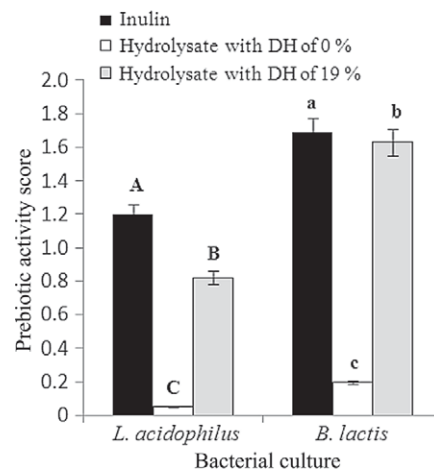 Inulin
Hydrolysate with DH of 0 %
Hydrolysate with DH of 19 %
Prebiotic activity score
2.0
1.8
1.6
1.4
1.2
1.0
0.8
0.6
0.4
0.2
0
A
C
B
a
c
b
L. acidophilus
B. lactis
Bacterial culture